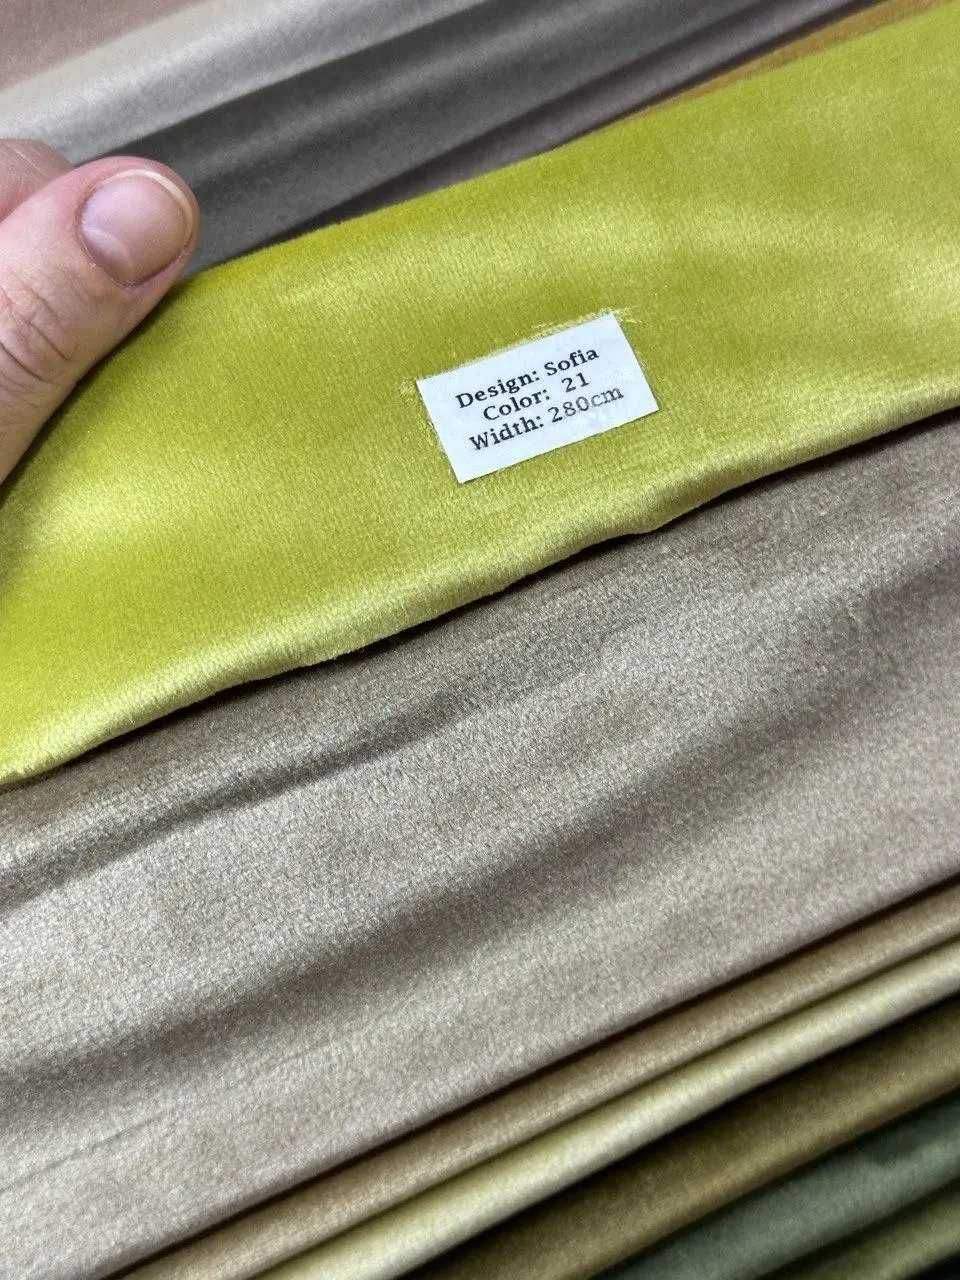 Design: Sofia
Color: 21
Width: 280cm